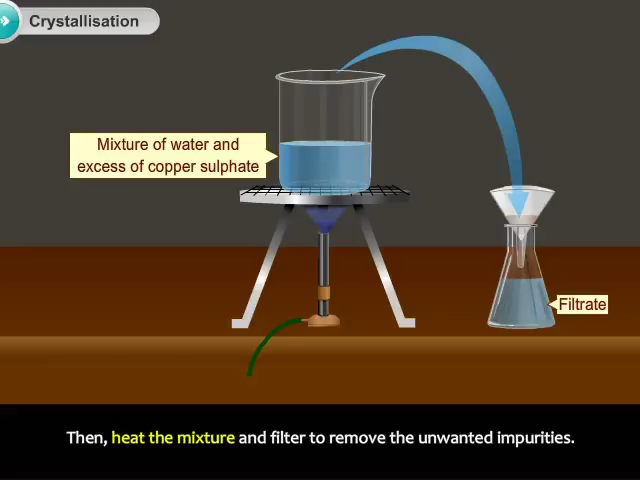 Crystallisation
Mixture of water and
excess of copper sulphate
Filtrate
Then, heat the mixture and filter to remove the unwanted impurities.